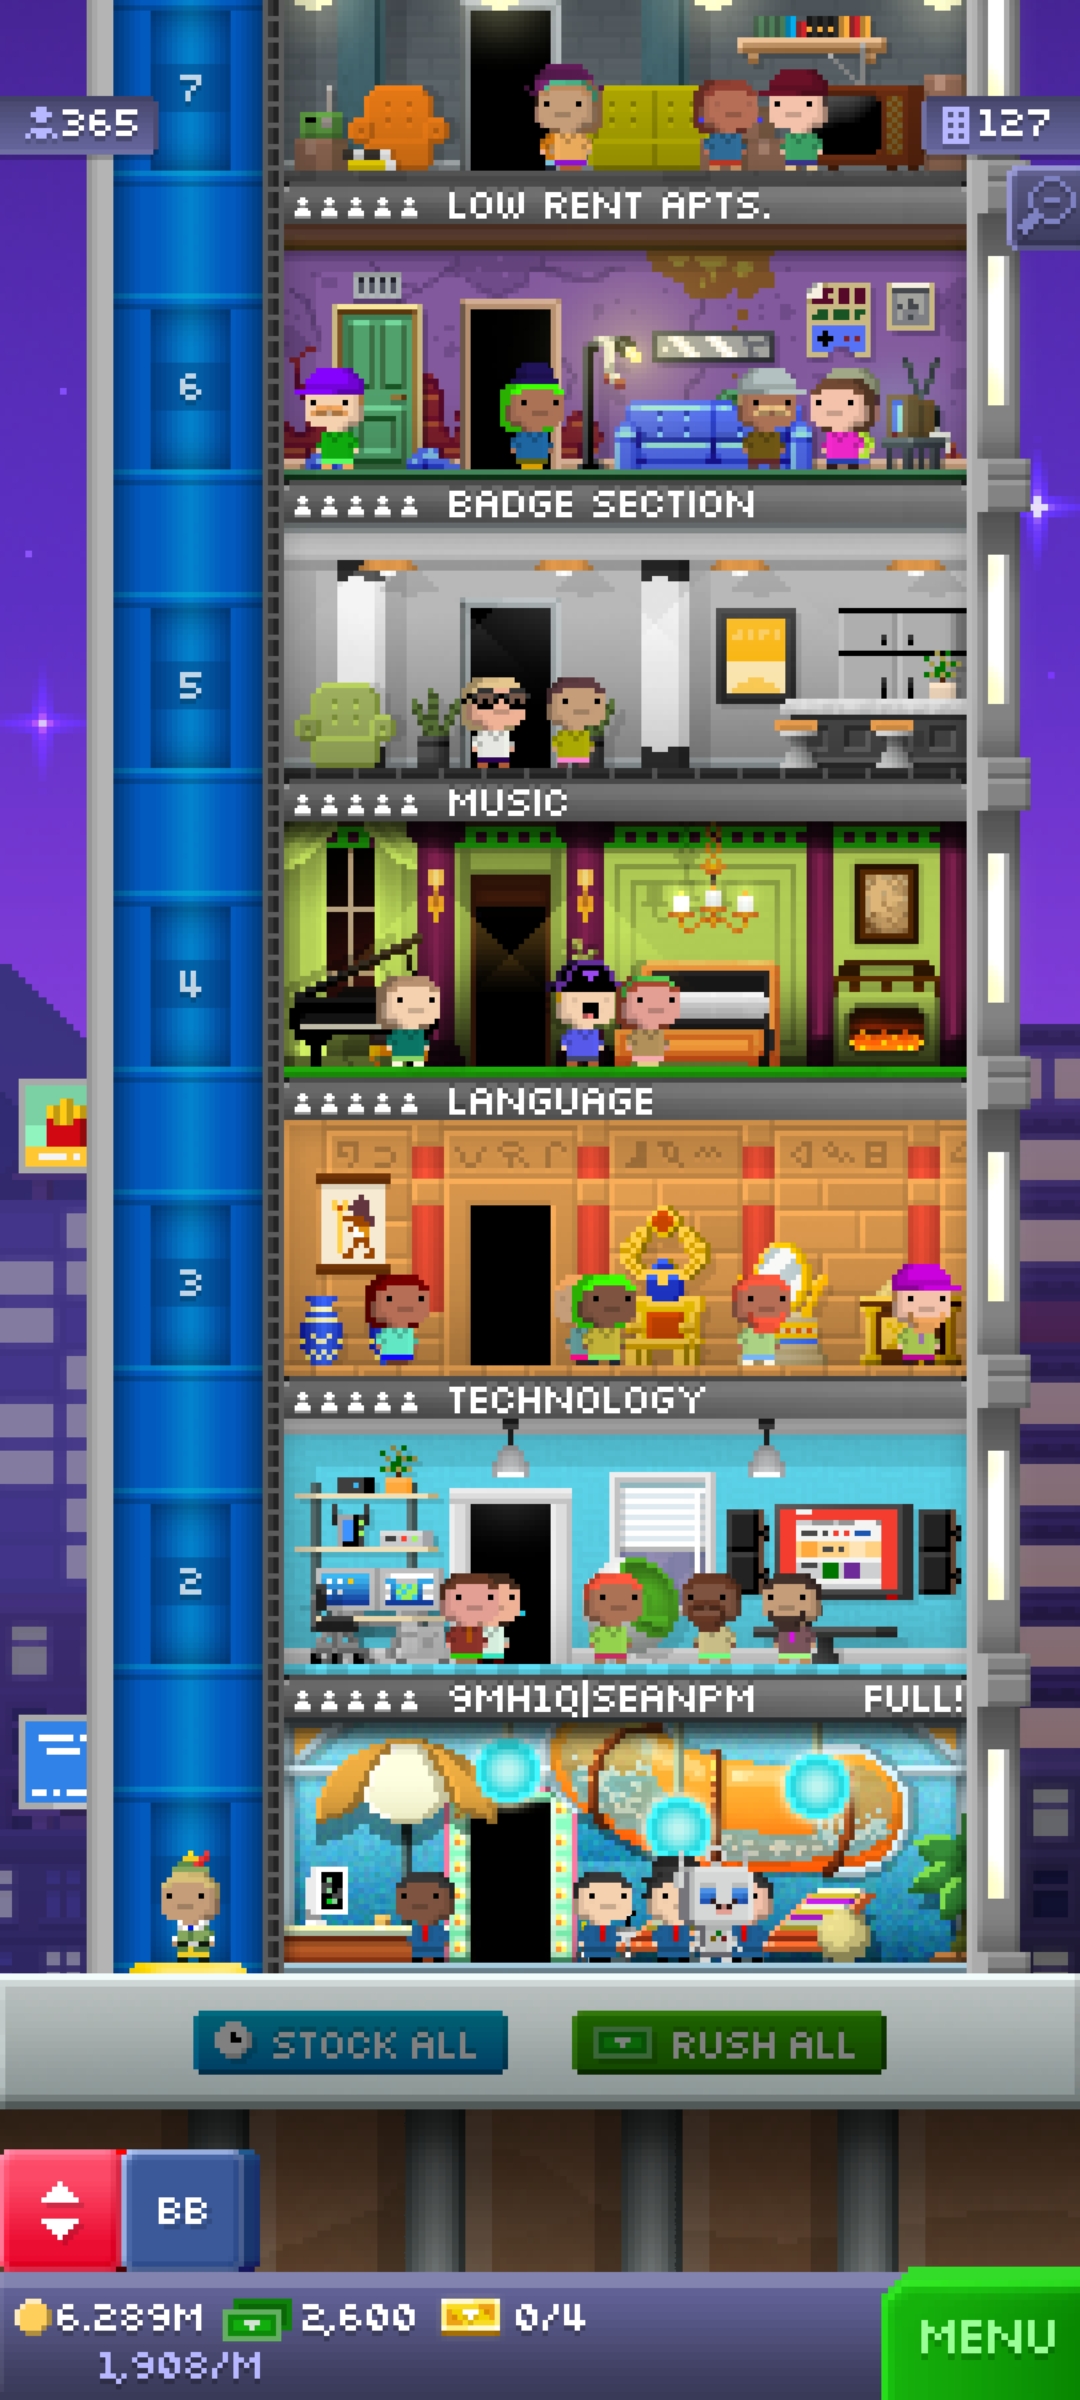 7
365
127
LOW RENT APTS.
6
BADGE SECTION
5
MUSIC
4
LANGUAGE
3
TECHNOLOGY
2
9MH1Q|SEANPM FULL!
STOCK ALL
RUSH ALL
BB
6.289M 2,600 0/4
1,908/M
MENU